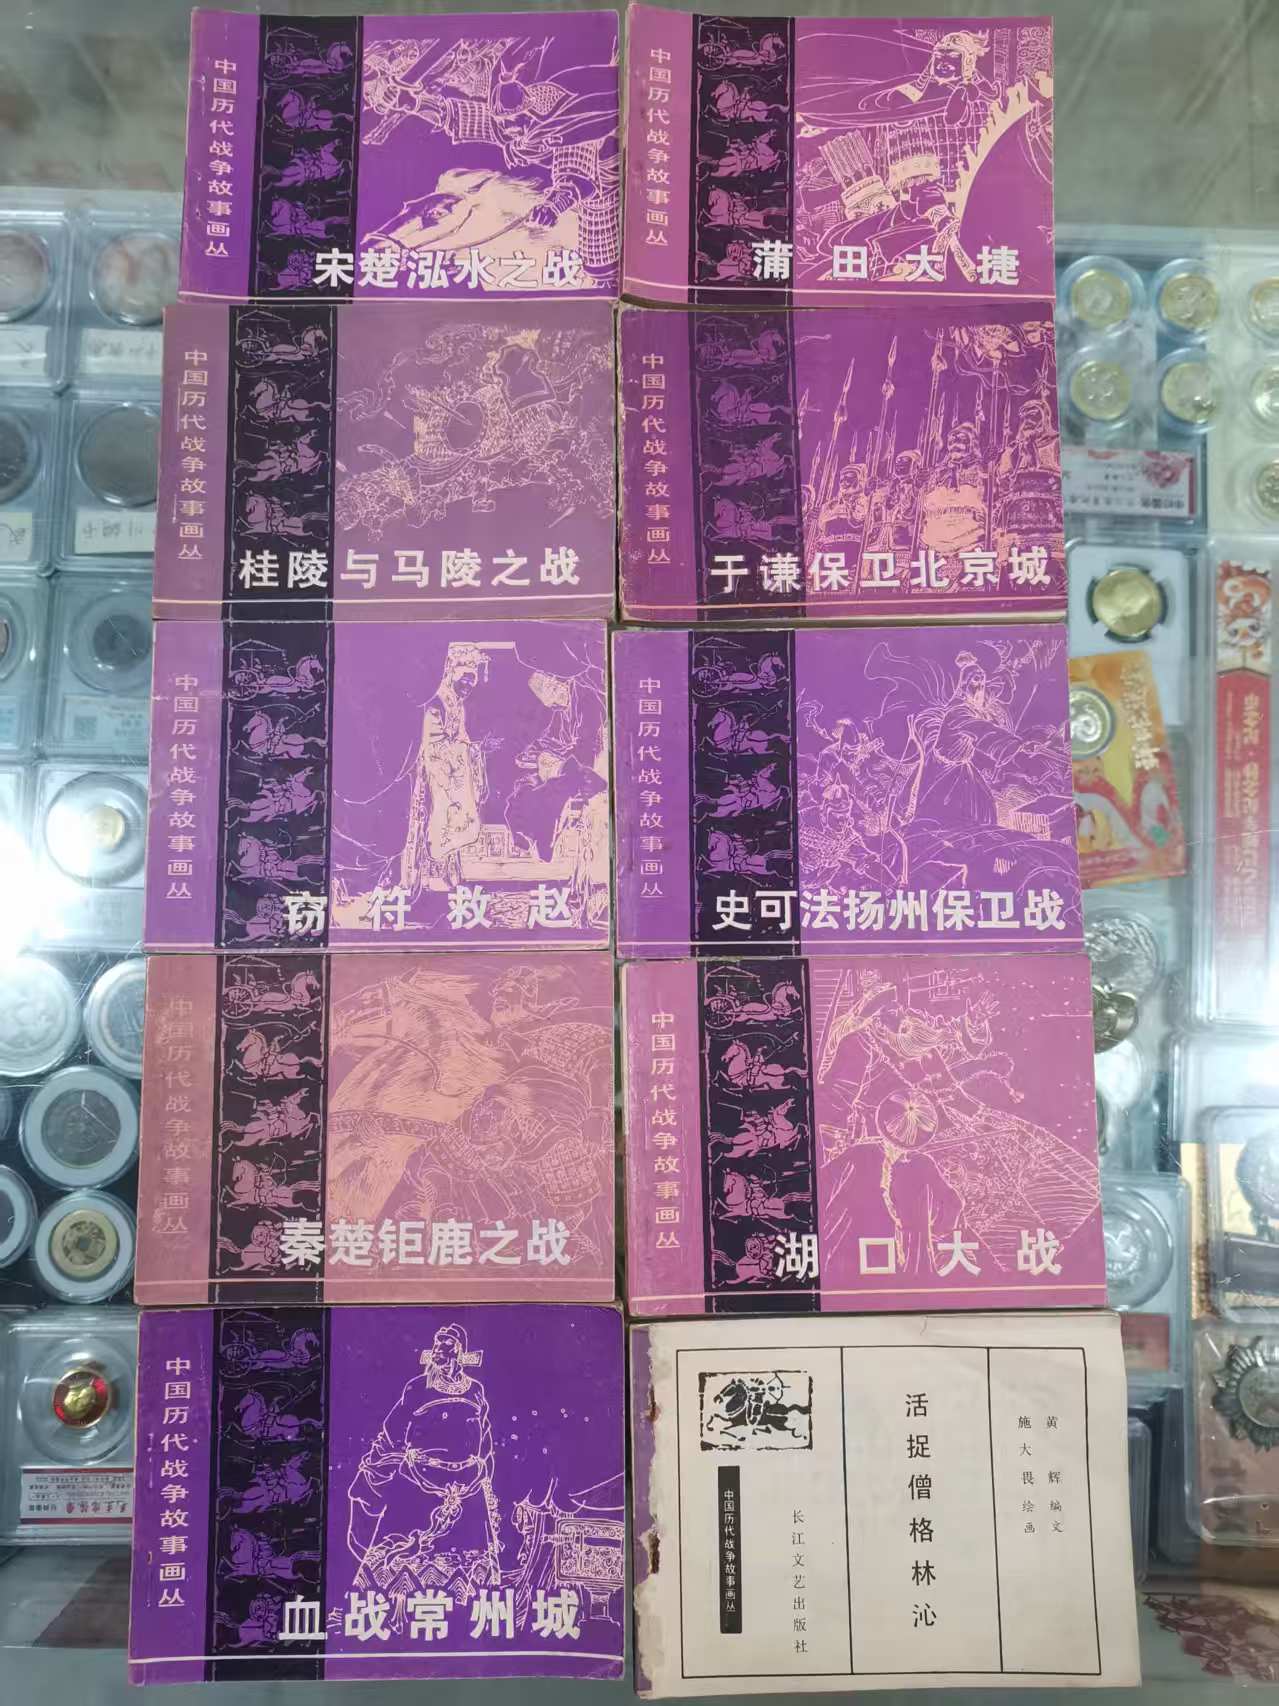 中国历代战争故事画丛
宋楚泓水之战
中国历代战争故事画丛
蒲田大捷
中国历代战争故事画丛
桂陵与马陵之战
中国历代战争故事画丛
于谦保卫北京城
中国历代战争故事画丛
窃符救赵
中国历代战争故事画丛
史可法扬州保卫战
中国历代战争故事画丛
秦楚钜鹿之战
中国历代战争故事画丛
湖口大战
中国历代战争故事画丛
血战常州城
黄辉编文
施大畏绘画
活捉僧格林沁
长江文艺出版社
中国历代战争故事画丛